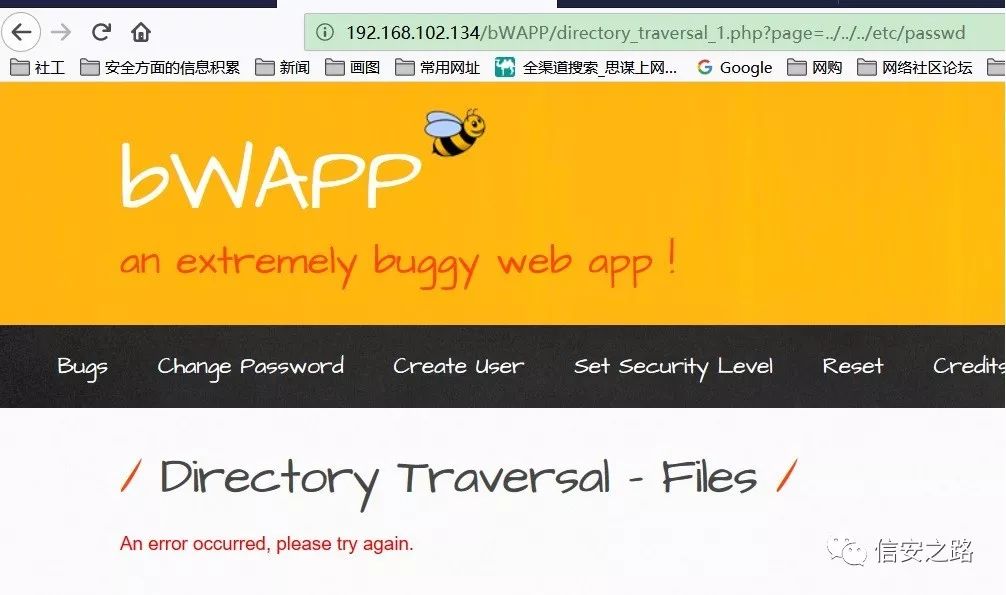 192.168.102.134/bWAPP/directory_traversal_1.php?page=../../../etc/passwd
社工 安全方面的信息积累 新闻 画图 常用网址 全渠道搜索_思谋上网... Google 网购 网络社区论坛
bWAPP
an extremely buggy web app !
Bugs Change Password Create User Set Security Level Reset Credits
/ Directory Traversal - Files /
An error occurred, please try again.
信安之路